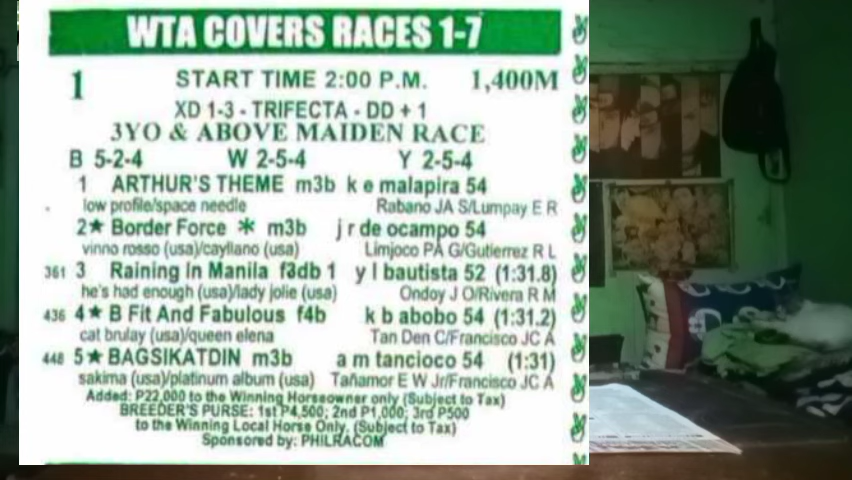 WTA COVERS RACES 1-7
1 START TIME 2:00 P.M. 1,400M
XD 1-3 - TRIFECTA - DD + 1
3YO & ABOVE MAIDEN RACE
B 5-2-4 W 2-5-4 Y 2-5-4
1 ARTHUR'S THEME m3b k e malapira 54
low profile/space needle Rabano JA S/Lumpay E R
2★ Border Force * m3b j r de ocampo 54
vinno rosso (usa)/cayllano (usa) Limjoco PA G/Gutierrez R L
361 3 Raining In Manila f3db 1 y l bautista 52 (1:31.8)
he's had enough (usa)/lady jolie (usa) Ondoy J O/Rivera R M
436 4★ B Fit And Fabulous f4b k b abobo 54 (1:31.2)
cat brulay (usa)/queen elena Tan Den C/Francisco JC A
448 5★ BAGSIKATDIN m3b a m tancioco 54 (1:31)
sakima (usa)/platinum album (usa) Tañamor E W Jr/Francisco JC A
Added: P22,000 to the Winning Horseowner only (Subject to Tax)
BREEDER'S PURSE: 1st P4,500; 2nd P1,000; 3rd P500
to the Winning Local Horse Only. (Subject to Tax)
Sponsored by: PHILRACOM